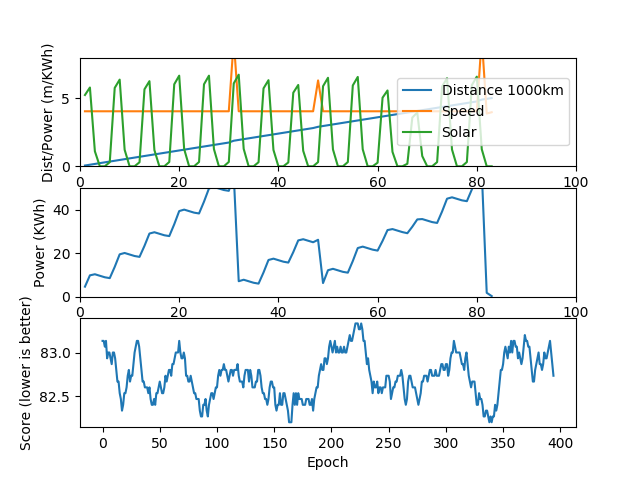 Dist/Power (m/KWh)
5
0
Distance 1000km
Speed
Solar
0 20 40 60 80 100
Power (KWh)
40
20
0
0 20 40 60 80 100
Score (lower is better)
83.0
82.5
0 50 100 150 200 250 300 350 400
Epoch